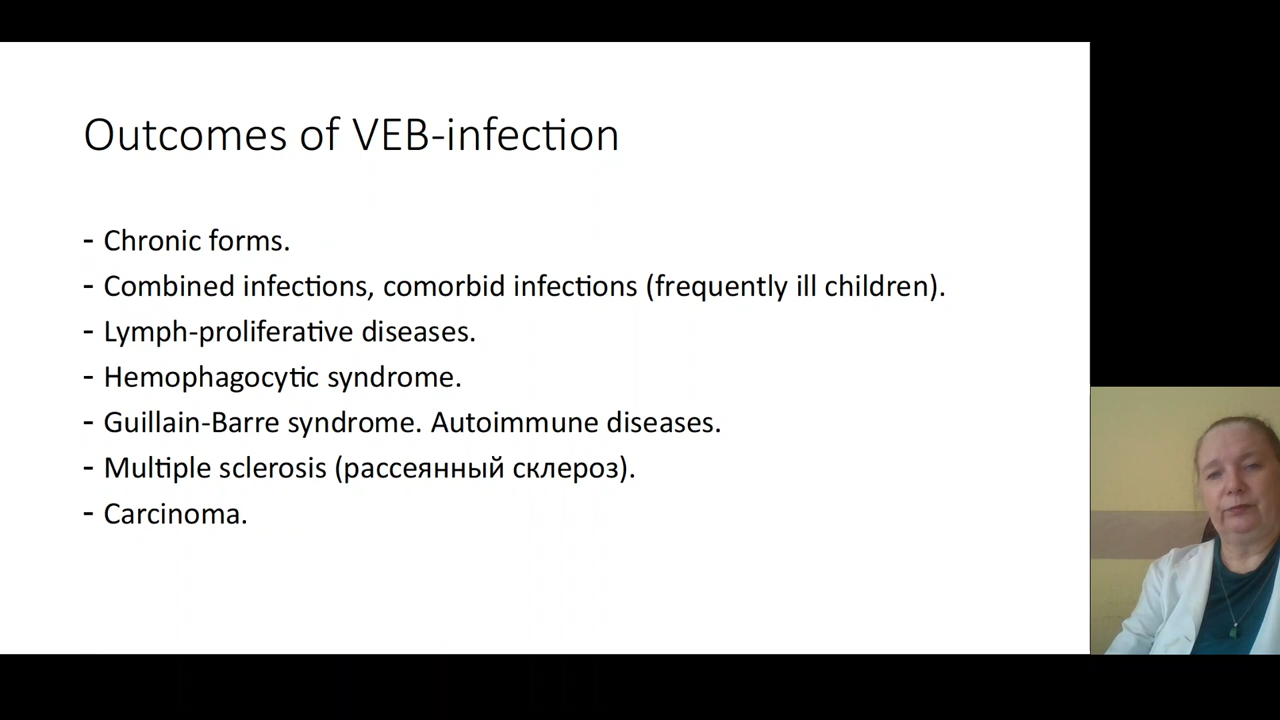 Outcomes of VEB-infection
- Chronic forms.
- Combined infections, comorbid infections (frequently ill children).
- Lymph-proliferative diseases.
- Hemophagocytic syndrome.
- Guillain-Barre syndrome. Autoimmune diseases.
- Multiple sclerosis (рассеянный склероз).
- Carcinoma.